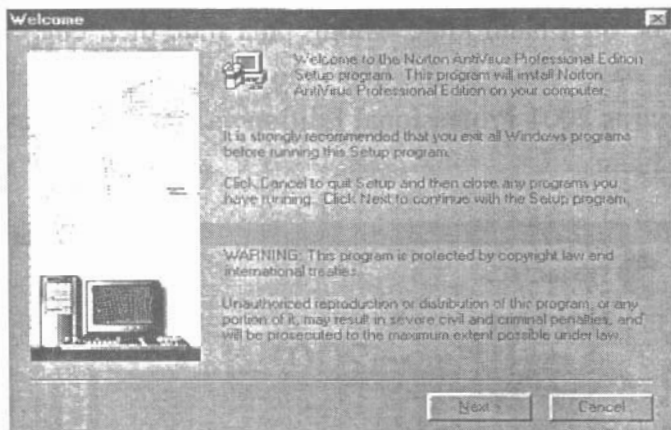 Welcome
Welcome to the Norton AntiVirus Professional Edition
Setup program. This program will install Norton
AntiVirus Professional Edition on your computer.
It is strongly recommended that you exit all Windows programs
before running this Setup program.
Click Cancel to quit Setup and then close any programs you
have running. Click Next to continue with the Setup program.
WARNING: This program is protected by copyright law and
international treaties.
Unauthorized reproduction or distribution of this program, or any
portion of it, may result in severe civil and criminal penalties, and
will be prosecuted to the maximum extent possible under law.
Next >
Cancel